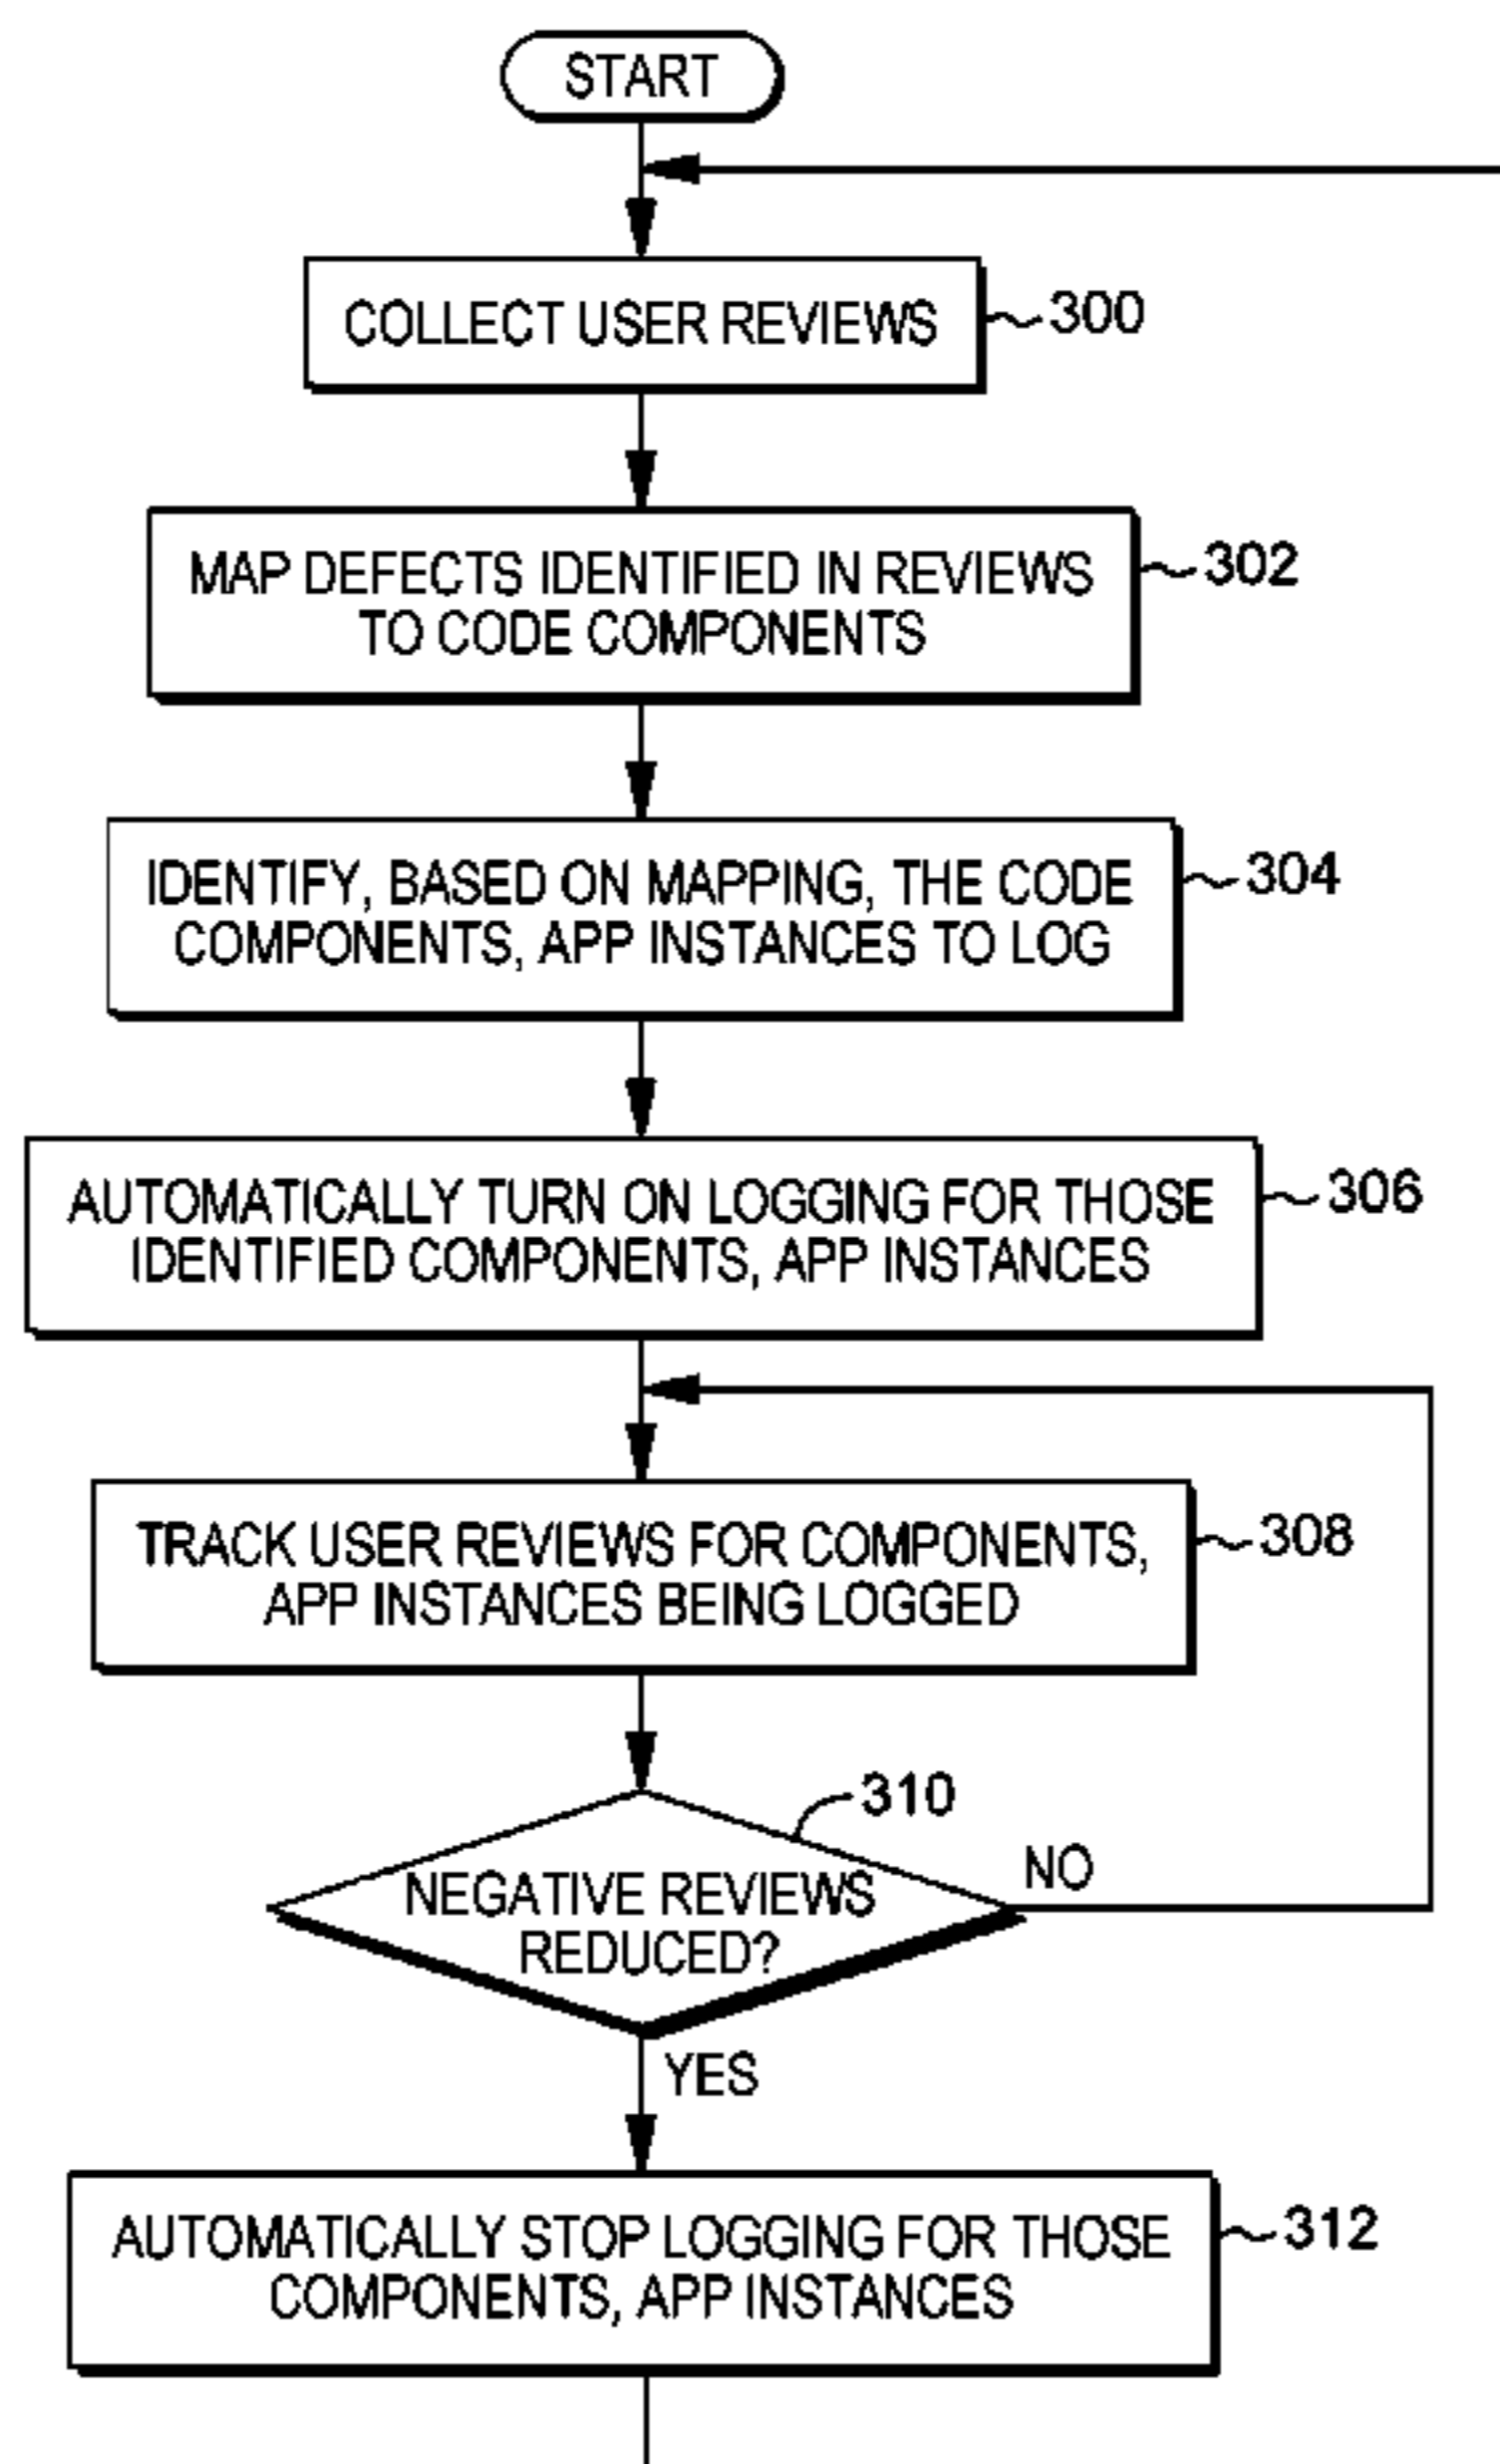 START
COLLECT USER REVIEWS
300
MAP DEFECTS IDENTIFIED IN REVIEWS
TO CODE COMPONENTS
302
IDENTIFY, BASED ON MAPPING, THE CODE
COMPONENTS, APP INSTANCES TO LOG
304
AUTOMATICALLY TURN ON LOGGING FOR THOSE
IDENTIFIED COMPONENTS, APP INSTANCES
306
TRACK USER REVIEWS FOR COMPONENTS,
APP INSTANCES BEING LOGGED
308
310
NEGATIVE REVIEWS
REDUCED?
NO
YES
AUTOMATICALLY STOP LOGGING FOR THOSE
COMPONENTS, APP INSTANCES
312